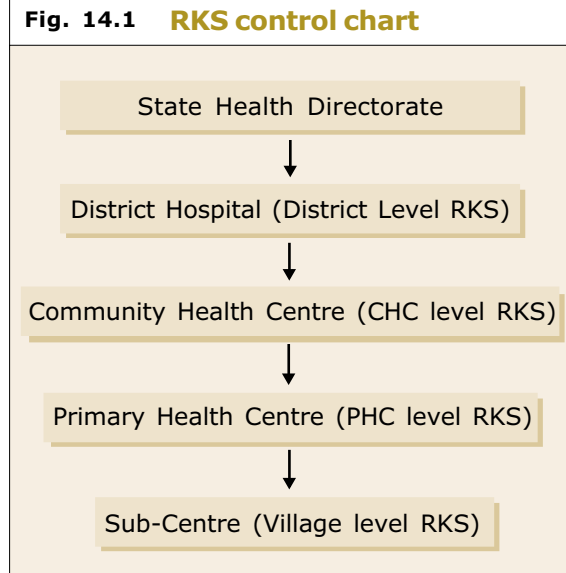 Fig. 14.1 RKS control chart
State Health Directorate
District Hospital (District Level RKS)
Community Health Centre (CHC level RKS)
Primary Health Centre (PHC level RKS)
Sub-Centre (Village level RKS)